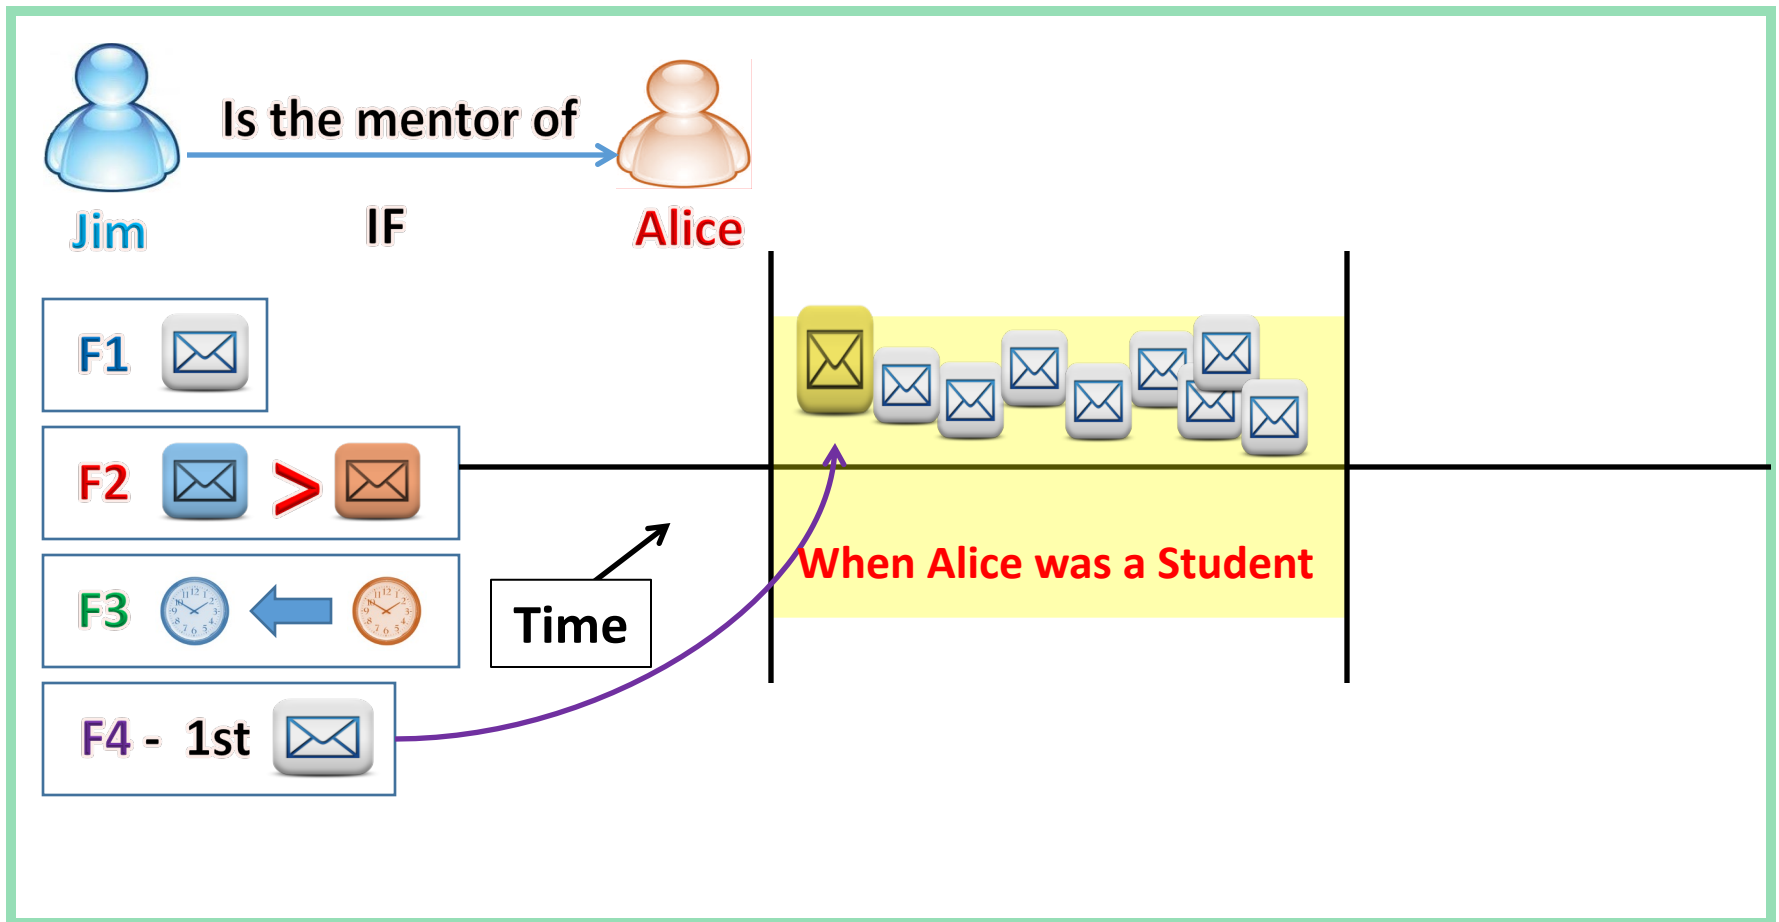 Is the mentor of
Jim
IF
Alice
F1
F2 >
F3
F4 - 1st
Time
When Alice was a Student